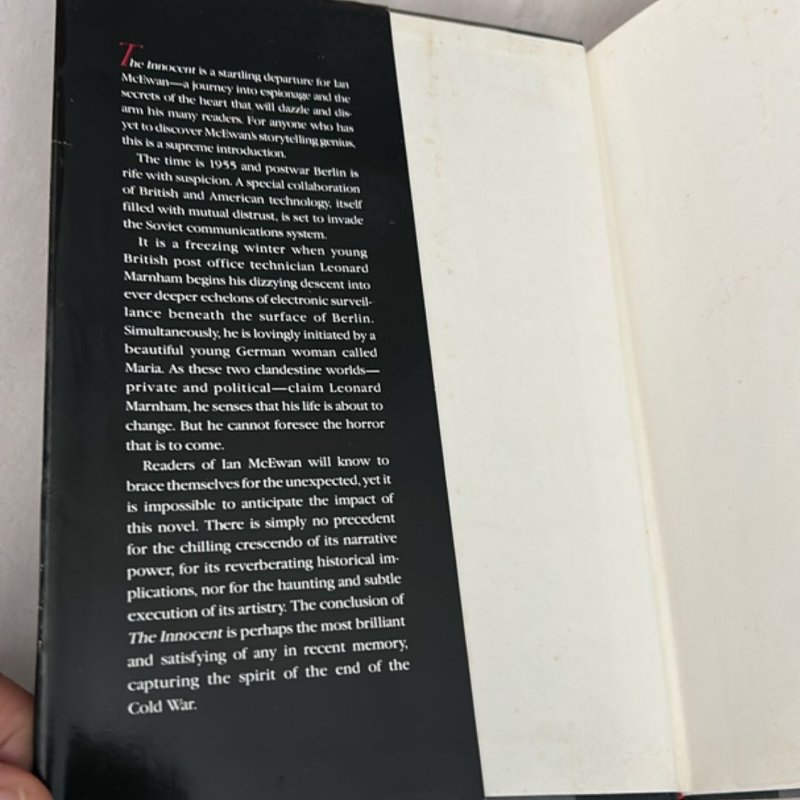 The Innocent is a startling departure for Ian
McEwan—a journey into espionage and the
secrets of the heart that will dazzle and dis-
arm his many readers. For anyone who has
yet to discover McEwan's storytelling genius,
this is a supreme introduction.
The time is 1955 and postwar Berlin is
rife with suspicion. A special collaboration
of British and American technology, itself
filled with mutual distrust, is set to invade
the Soviet communications system.
It is a freezing winter when young
British post office technician Leonard
Marnham begins his dizzying descent into
ever deeper echelons of electronic surveil-
lance beneath the surface of Berlin.
Simultaneously, he is lovingly initiated by a
beautiful young German woman called
Maria. As these two clandestine worlds—
private and political—claim Leonard
Marnham, he senses that his life is about to
change. But he cannot foresee the horror
that is to come.
Readers of Ian McEwan will know to
brace themselves for the unexpected, yet it
is impossible to anticipate the impact of
this novel. There is simply no precedent
for the chilling crescendo of its narrative
power, for its reverberating historical im-
plications, nor for the haunting and subtle
execution of its artistry. The conclusion of
The Innocent is perhaps the most brilliant
and satisfying of any in recent memory,
capturing the spirit of the end of the
Cold War.